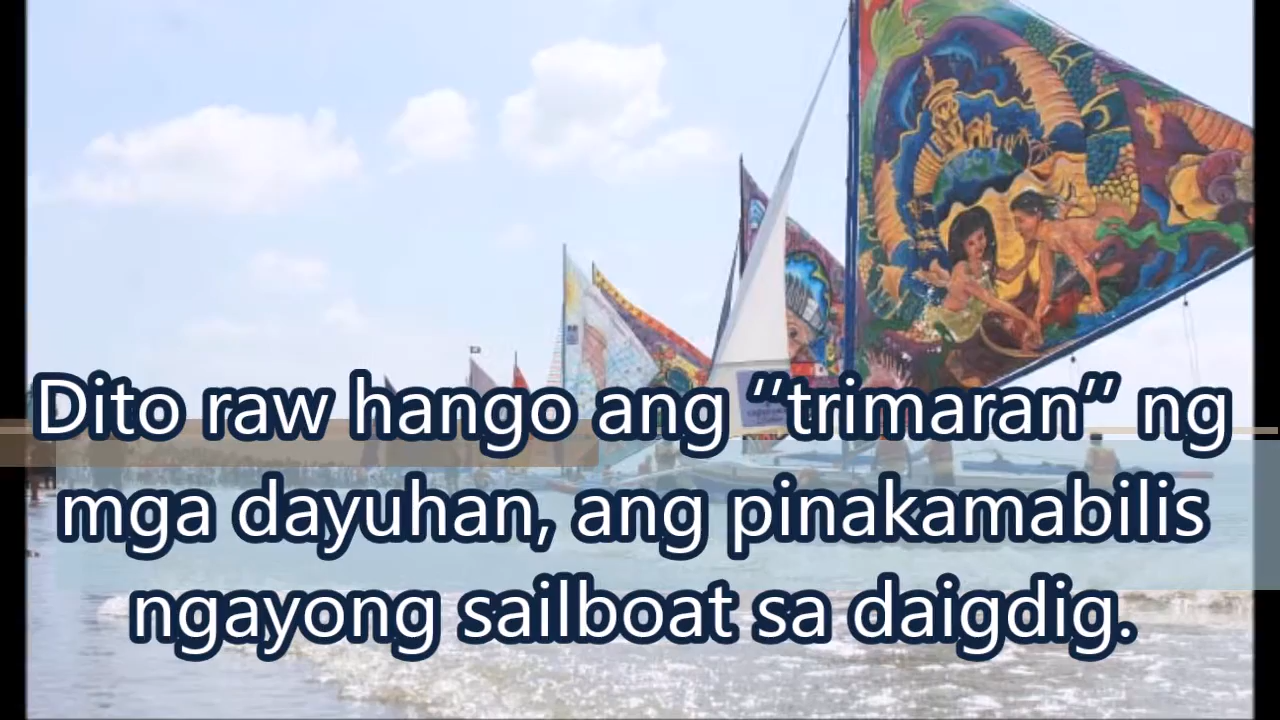 Dito raw hango ang “trimaran” ng
mga dayuhan, ang pinakamabilis
ngayong sailboat sa daigdig.